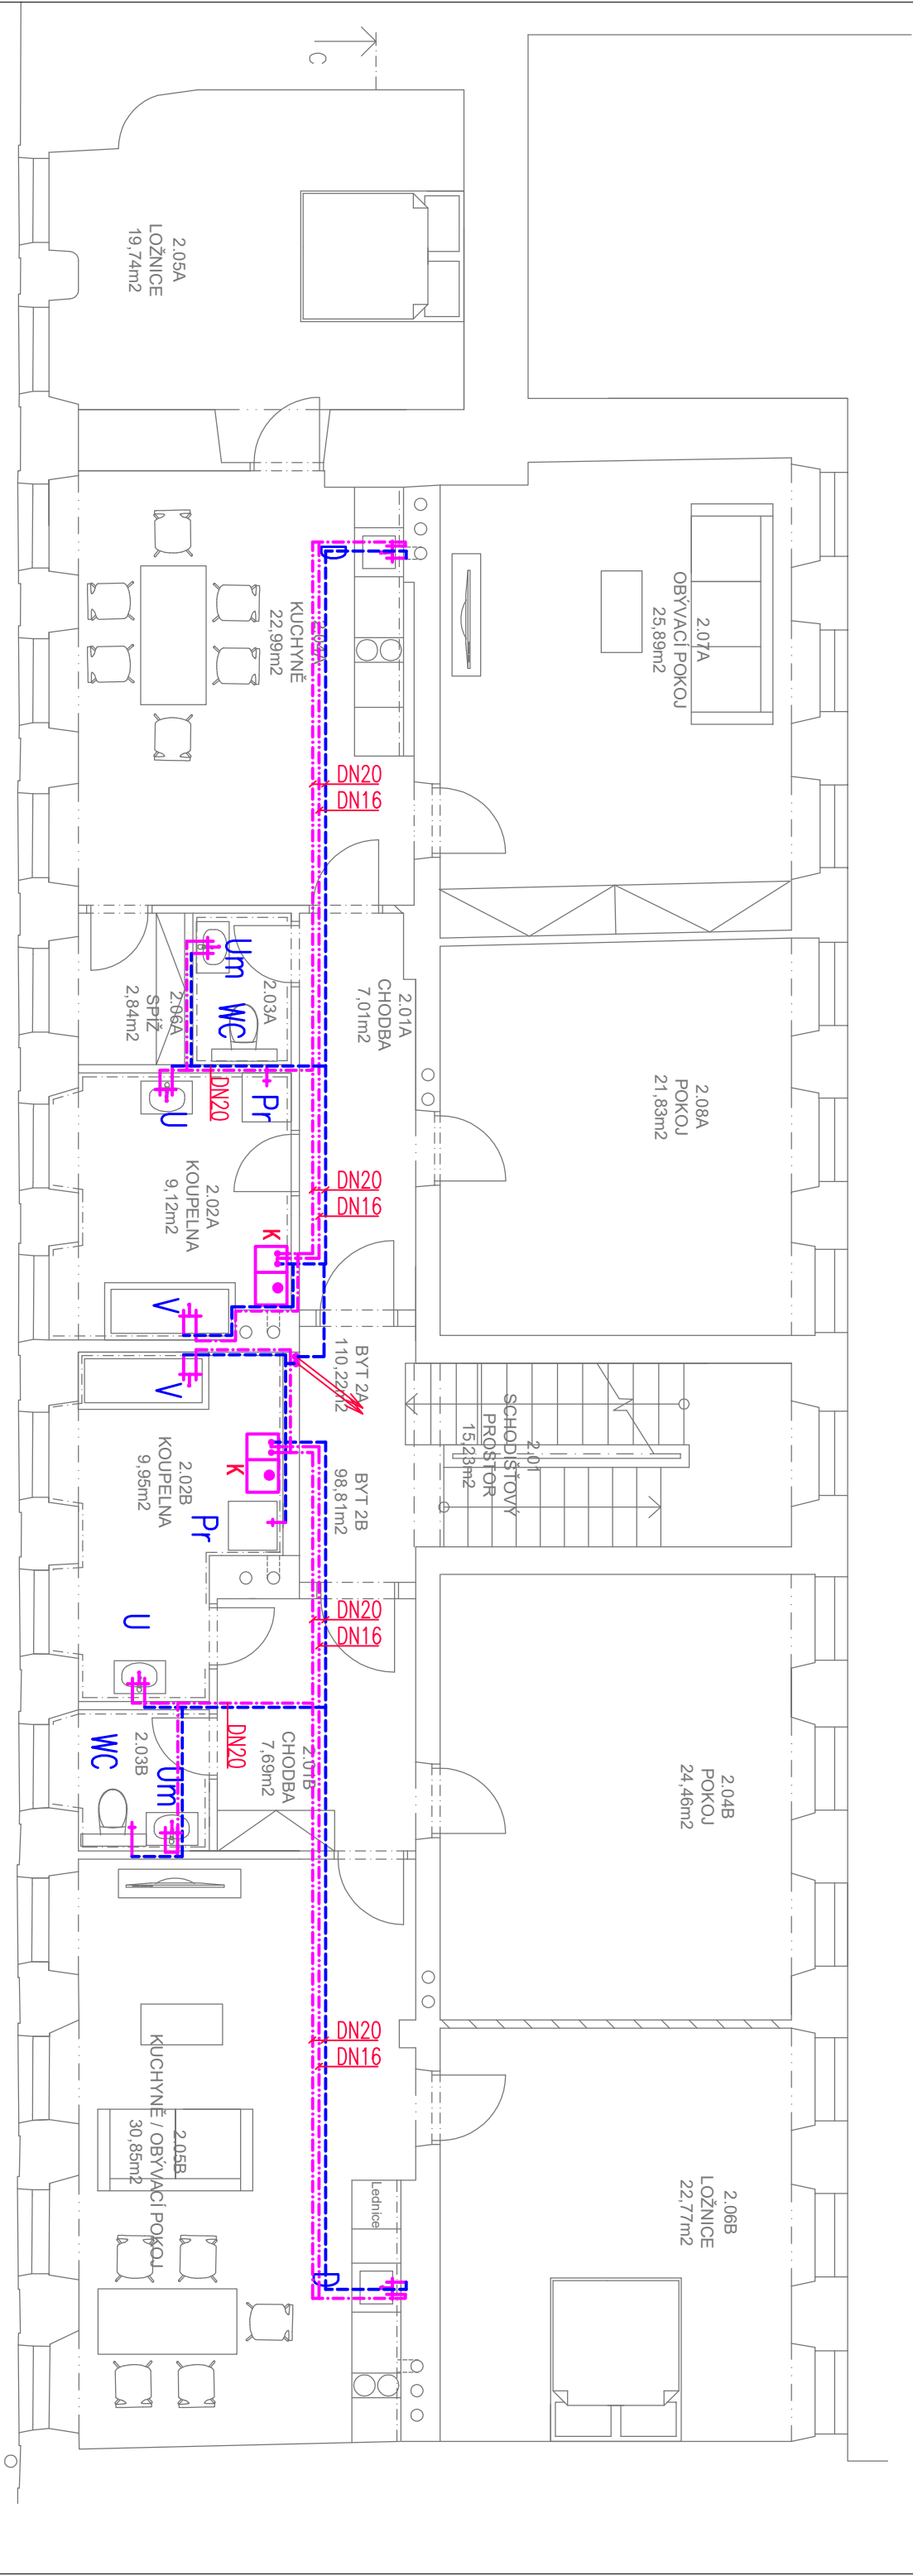 C
2.05A
LOŽNICE
19,74m2
2.07A
OBÝVACÍ POKOJ
25,89m2
KUCHYNĚ
22,99m2
D
DN20
DN16
2.08A
POKOJ
21,83m2
2.01A
CHODBA
7,01m2
2.03A
Um
WC
2.06A
SPÍŽ
2,84m2
DN20
Pr
U
2.02A
KOUPELNA
9,12m2
DN20
DN16
K
V
BYT 2A
110,22m2
2.01
SCHODIŠŤOVÝ
PROSTOR
15,23m2
V
K
2.02B
KOUPELNA
9,95m2
BYT 2B
98,81m2
Pr
U
DN20
DN16
2.04B
POKOJ
24,46m2
DN20
2.01B
CHODBA
7,69m2
2.03B
WC
Um
DN20
DN16
2.05B
KUCHYNĚ / OBÝVACÍ POKOJ
30,85m2
Lednice
D
2.06B
LOŽNICE
22,77m2